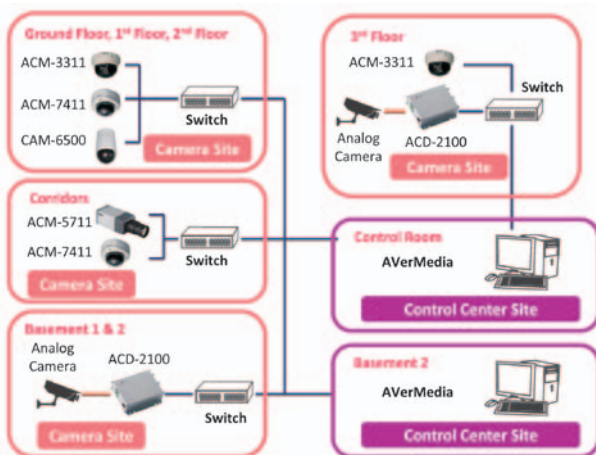 Ground Floor, 1st Floor, 2nd Floor
ACM-3311
ACM-7411
CAM-6500
Switch
Camera Site
3rd Floor
ACM-3311
Switch
Analog
Camera
ACD-2100
Camera Site
Corridors
ACM-5711
ACM-7411
Switch
Camera Site
Control Room
AVerMedia
Control Center Site
Basement 1 & 2
Analog
Camera
ACD-2100
Switch
Camera Site
Basement 2
AVerMedia
Control Center Site